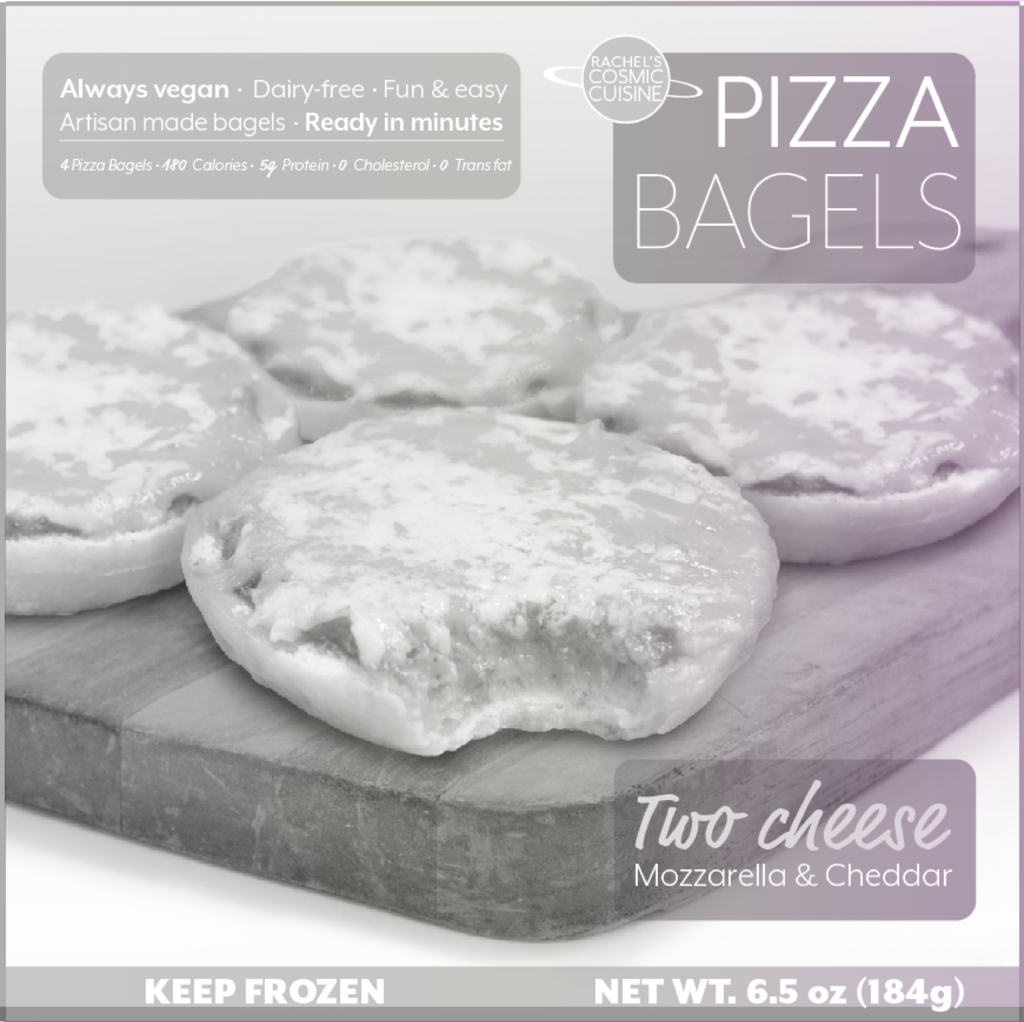 Always vegan · Dairy-free · Fun & easy
Artisan made bagels · Ready in minutes
4 Pizza Bagels · 180 Calories · 5g Protein · 0 Cholesterol · 0 Trans fat
RACHEL'S
COSMIC
CUISINE
PIZZA
BAGELS
Two cheese
Mozzarella & Cheddar
KEEP FROZEN
NET WT. 6.5 oz (184g)